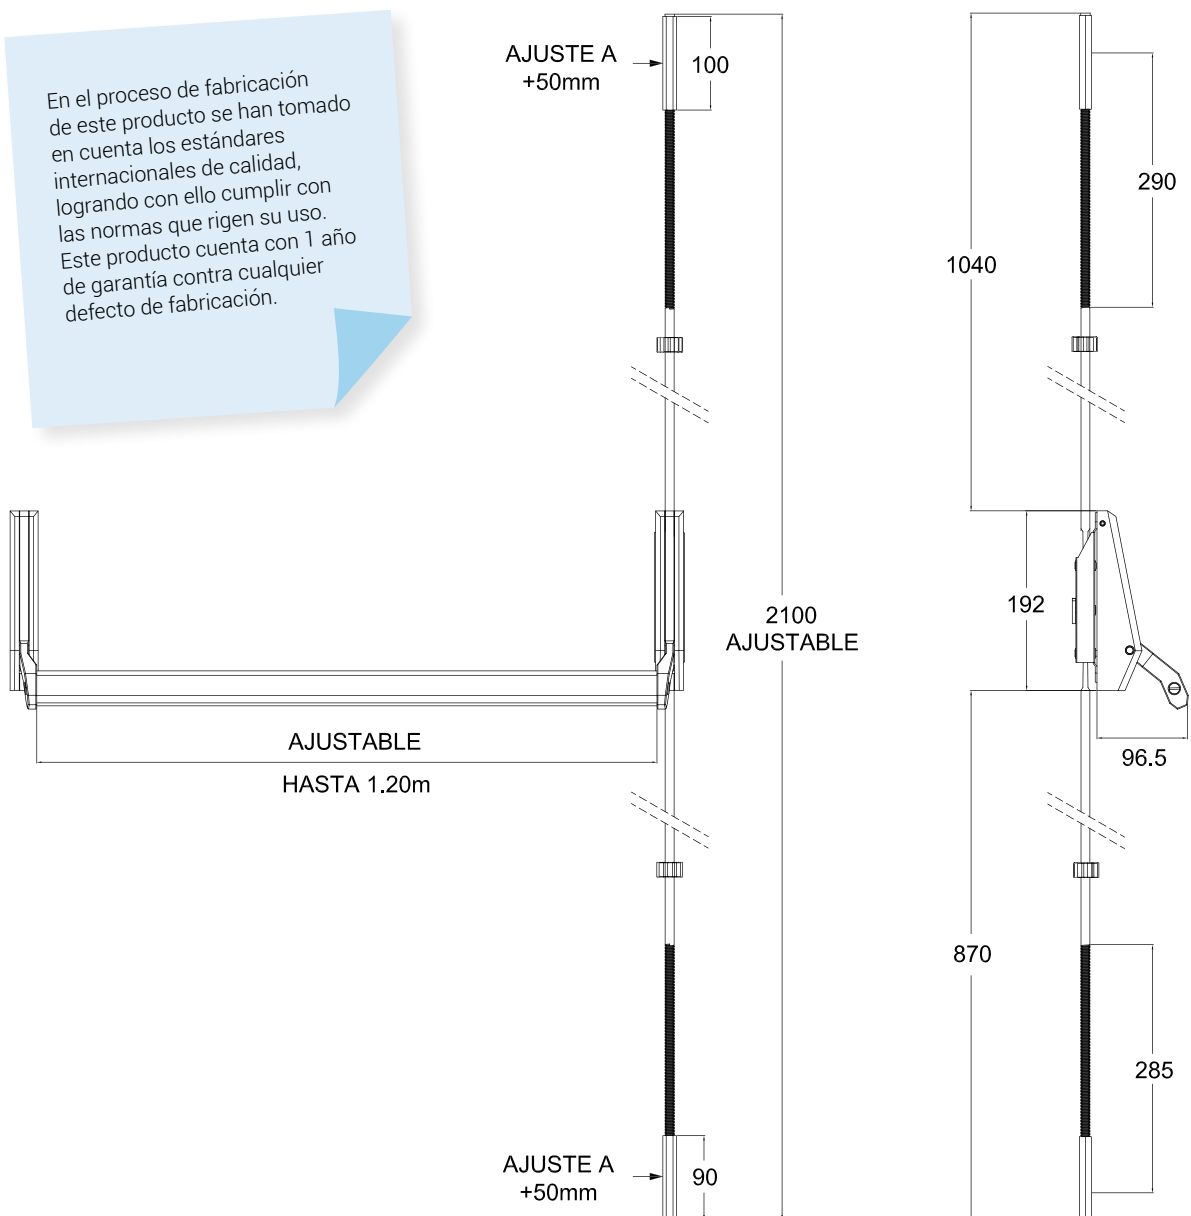 En el proceso de fabricación
de este producto se han tomado
en cuenta los estándares
internacionales de calidad,
logrando con ello cumplir con
las normas que rigen su uso.
Este producto cuenta con 1 año
de garantía contra cualquier
defecto de fabricación.
AJUSTE A
+50mm
100
290
1040
192
2100
AJUSTABLE
96.5
AJUSTABLE
HASTA 1.20m
870
285
AJUSTE A
+50mm
90